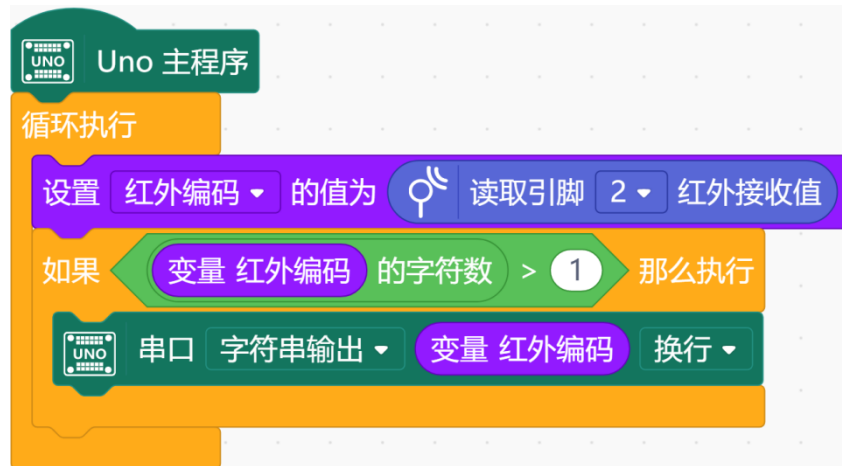 UNO Uno 主程序
循环执行
设置 红外编码 的值为 读取引脚 2 红外接收值
如果 变量 红外编码 的字符数 > 1 那么执行
UNO 串口 字符串输出 变量 红外编码 换行